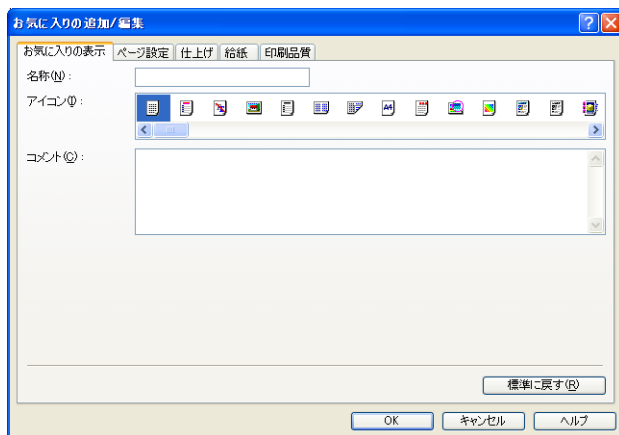 お気に入りの追加/編集
お気に入りの表示 ページ設定 仕上げ 給紙 印刷品質
名称(N):
アイコン(I):
コメント(C):
標準に戻す(R)
OK キャンセル ヘルプ